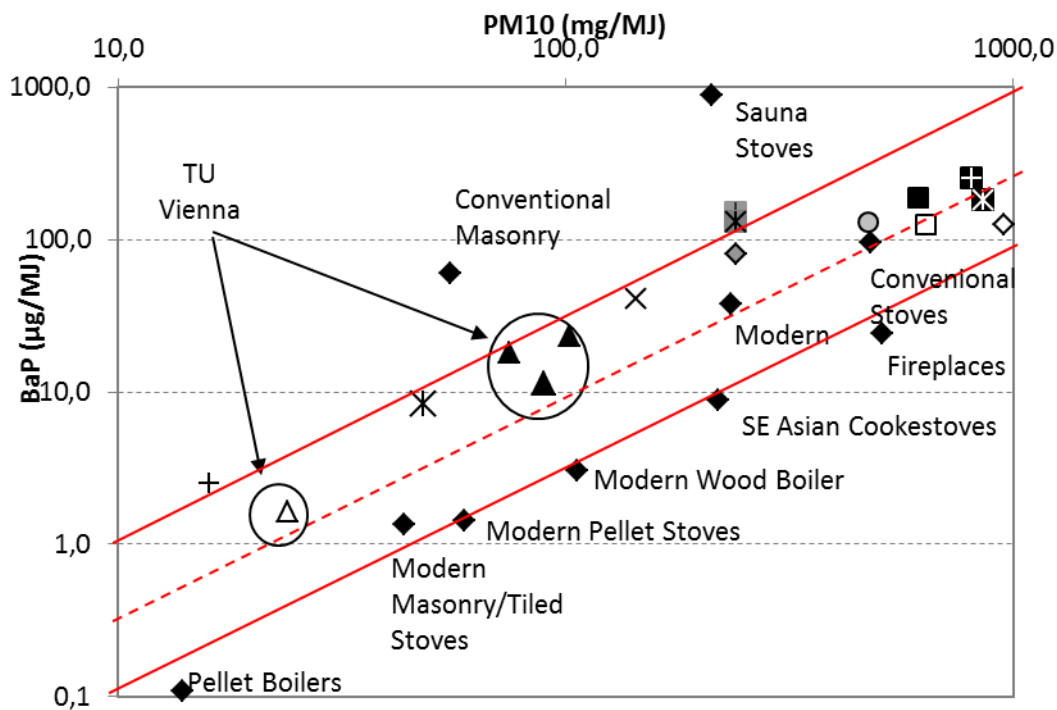 PM10 (mg/MJ)
10,0
100,0
1000,0
1000,0
100,0
10,0
1,0
0,1
BaP (µg/MJ)
TU
Vienna
Conventional
Masonry
Sauna
Stoves
Convenional
Stoves
Modern
Fireplaces
SE Asian Cookestoves
Modern Wood Boiler
Modern Pellet Stoves
Modern
Masonry/Tiled
Stoves
Pellet Boilers